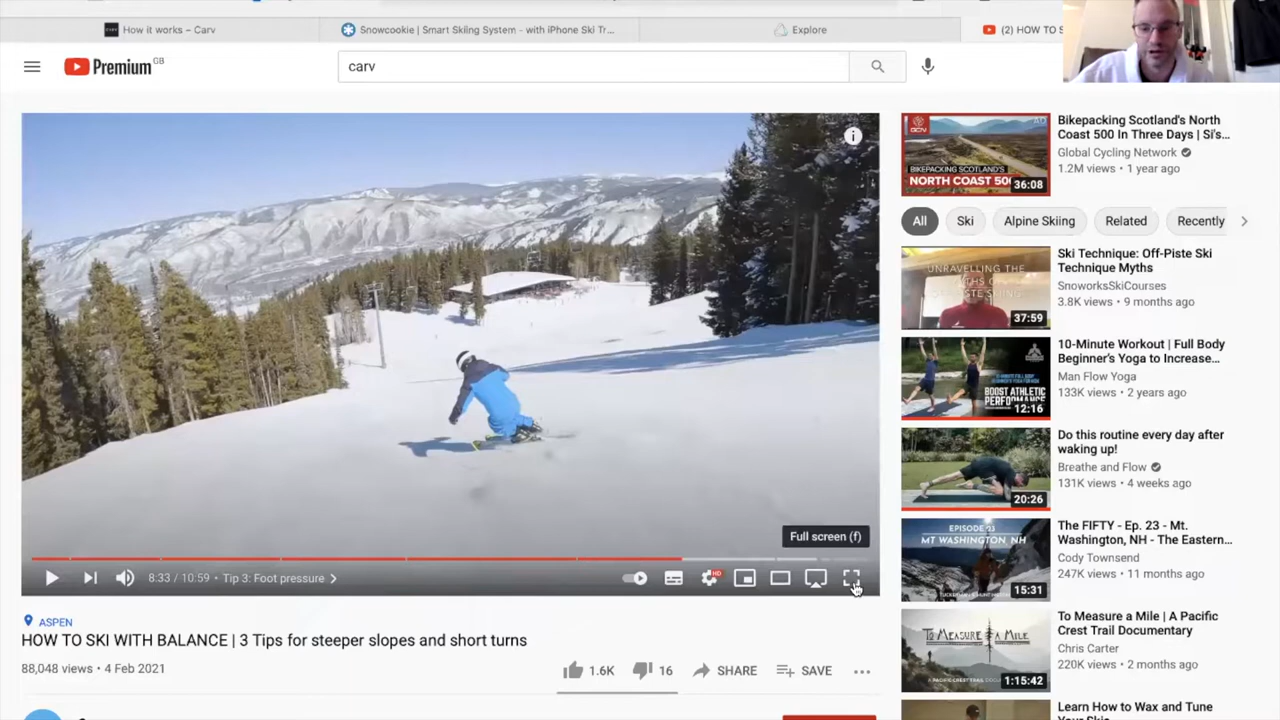 How it works – Carv
Snowcookie | Smart Skiing System - with iPhone Ski Tr...
Explore
(2) HOW TO S
Premium GB
carv
Bikepacking Scotland's North
Coast 500 In Three Days | Si's...
Global Cycling Network
1.2M views • 1 year ago
GCN
AD
BIKEPACKING SCOTLAND'S
NORTH COAST 500
36:08
All
Ski
Alpine Skiing
Related
Recently
Ski Technique: Off-Piste Ski
Technique Myths
SnoworksSkiCourses
3.8K views • 9 months ago
UNRAVELLING THE
37:59
10-Minute Workout | Full Body
Beginner's Yoga to Increase...
Man Flow Yoga
133K views • 2 years ago
BOOST ATHLETIC
PERFORMANCE
12:16
Do this routine every day after
waking up!
Breathe and Flow
131K views • 4 weeks ago
20:26
The FIFTY - Ep. 23 - Mt.
Washington, NH - The Eastern...
Cody Townsend
247K views • 11 months ago
EPISODE 23
MT WASHINGTON, NH
15:31
To Measure a Mile | A Pacific
Crest Trail Documentary
Chris Carter
220K views • 2 months ago
TO MEASURE A MILE
1:15:42
Learn How to Wax and Tune
Full screen (f)
8:33 / 10:59 • Tip 3: Foot pressure
HD
ASPEN
HOW TO SKI WITH BALANCE | 3 Tips for steeper slopes and short turns
88,048 views • 4 Feb 2021
1.6K
16
SHARE
SAVE